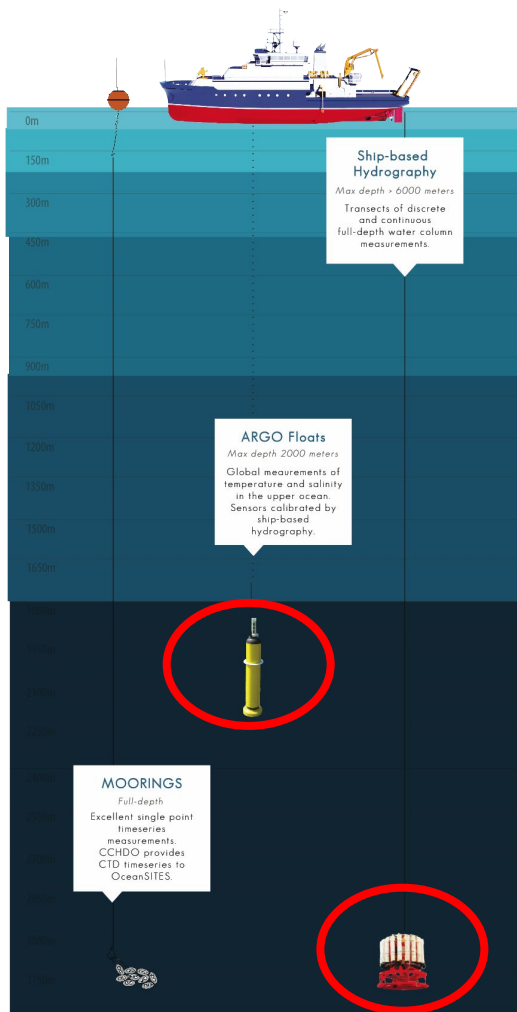 0m
150m
300m
450m
600m
750m
900m
1050m
1200m
1350m
1500m
1650m
Ship-based
Hydrography
Max depth > 6000 meters
Transects of discrete
and continuous
full-depth water column
measurements.
ARGO Floats
Max depth 2000 meters
Global meaurements of
temperature and salinity
in the upper ocean.
Sensors calibrated by
ship-based
hydrography.
MOORINGS
Full-depth
Excellent single point
timeseries
measurements.
CCHDO provides
CTD timeseries to
OceanSITES.